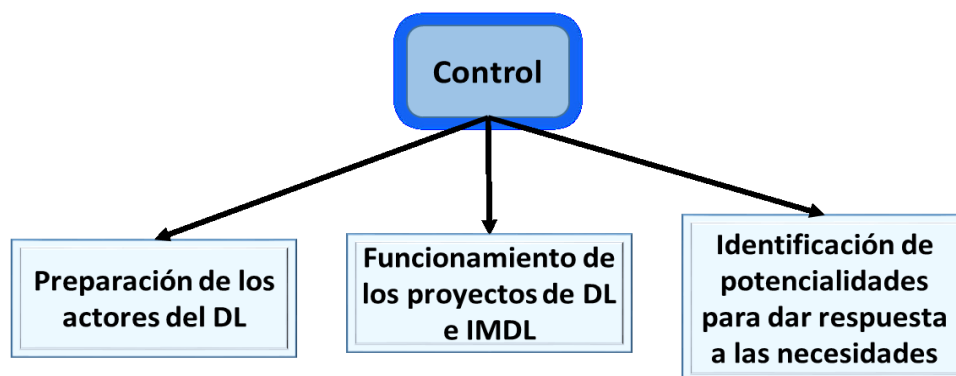 Control
Preparación de los
actores del DL
Funcionamiento de
los proyectos de DL
e IMDL
Identificación de
potencialidades
para dar respuesta
a las necesidades